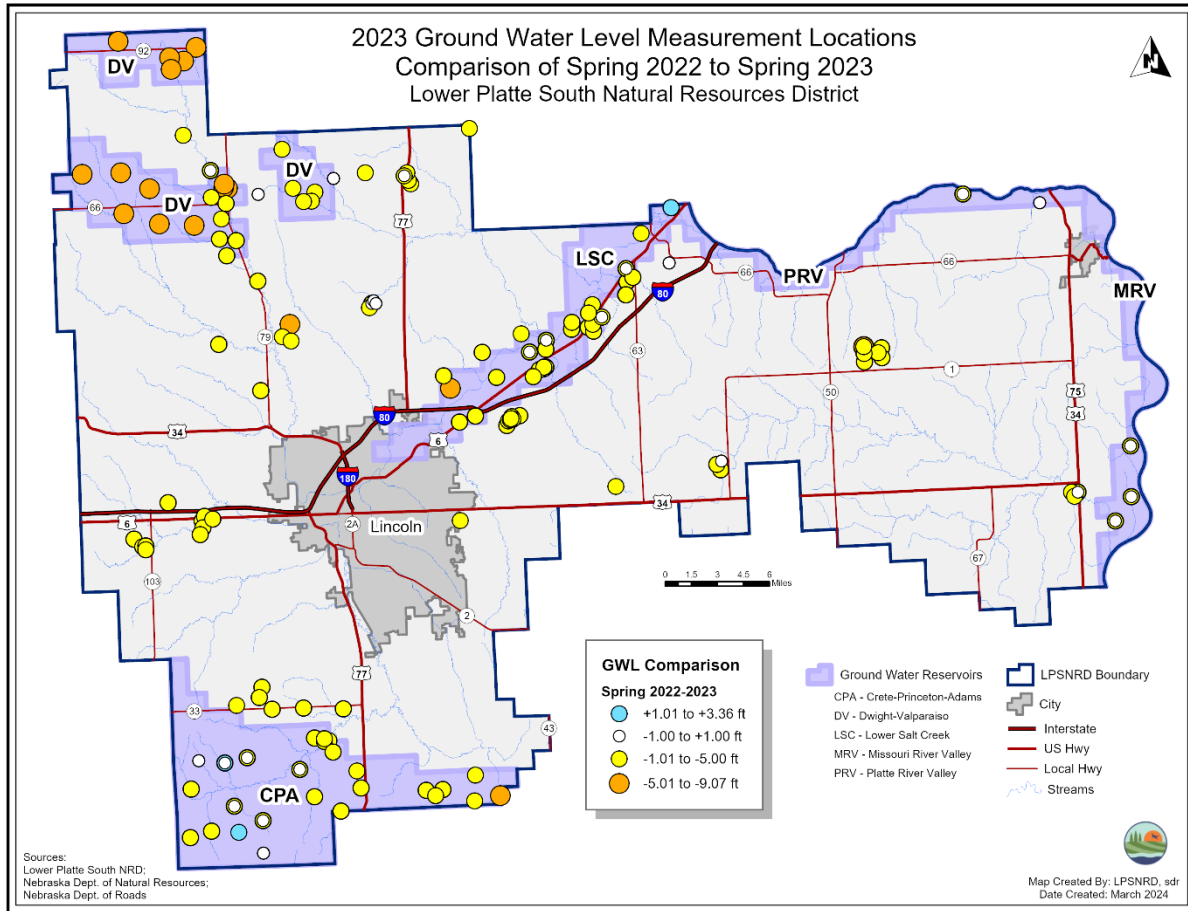 2023 Ground Water Level Measurement Locations
Comparison of Spring 2022 to Spring 2023
Lower Platte South Natural Resources District
N
92
DV
DV
DV
66
77
79
LSC
66
PRV
66
MRV
80
63
1
50
75
34
34
80
6
180
34
6
2A
Lincoln
103
2
67
77
33
43
CPA
0 1.5 3 4.5 6
Miles
GWL Comparison
Spring 2022-2023
+1.01 to +3.36 ft
-1.00 to +1.00 ft
-1.01 to -5.00 ft
-5.01 to -9.07 ft
Ground Water Reservoirs
CPA - Crete-Princeton-Adams
DV - Dwight-Valparaiso
LSC - Lower Salt Creek
MRV - Missouri River Valley
PRV - Platte River Valley
LPSNRD Boundary
City
Interstate
US Hwy
Local Hwy
Streams
Sources:
Lower Platte South NRD;
Nebraska Dept. of Natural Resources;
Nebraska Dept. of Roads
Map Created By: LPSNRD, sdr
Date Created: March 2024